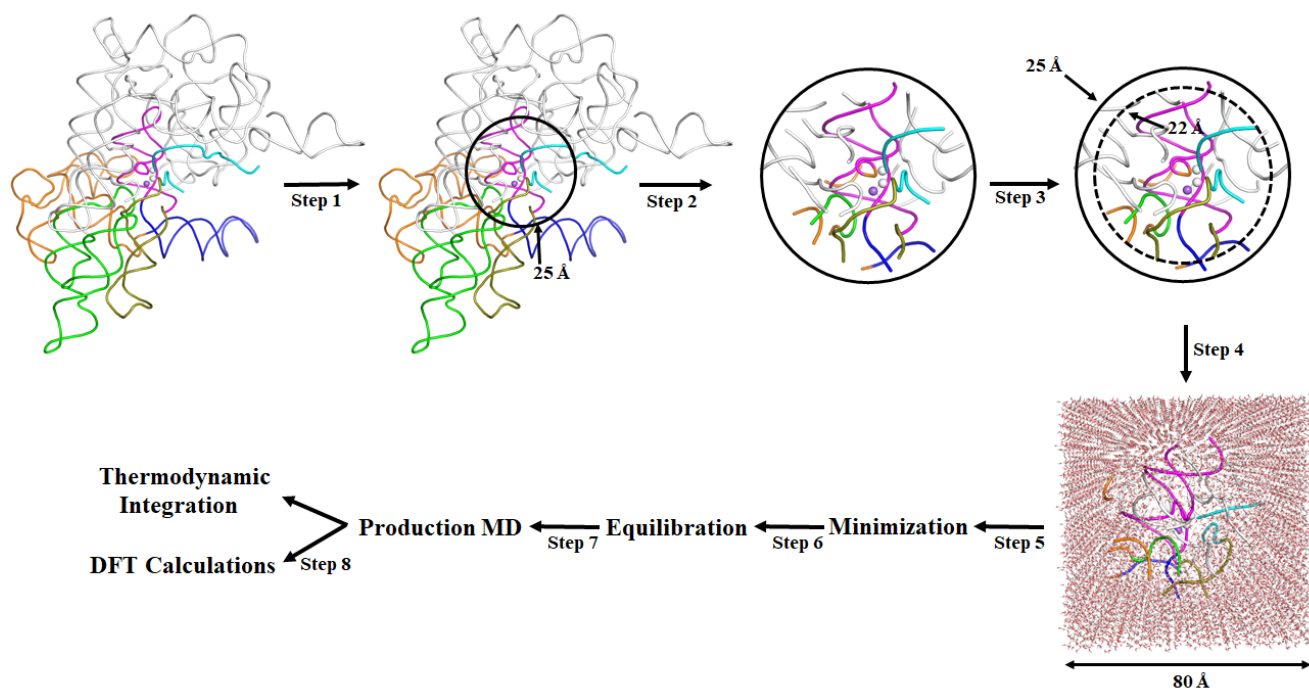 Step 1
25 Å
Step 2
Step 3
25 Å
22 Å
Step 4
80 Å
Step 5
Minimization
Step 6
Equilibration
Step 7
Production MD
Step 8
Thermodynamic
Integration
DFT Calculations